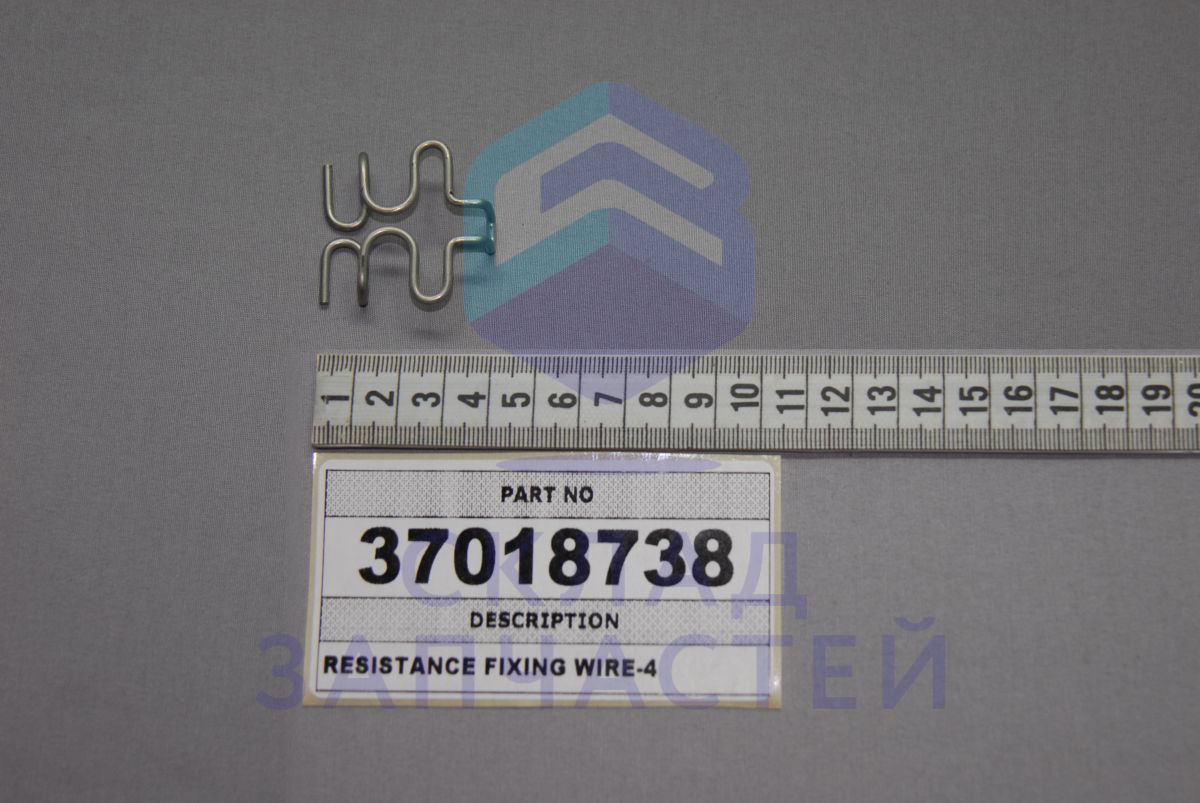 1 2 3 4 5 6 7 8 9 10 11 12 13 14 15 16 17 18 19 20
PART NO
37018738
СКЛАД
DESCRIPTION
ЗАПЧАСТЕЙ
RESISTANCE FIXING WIRE-4